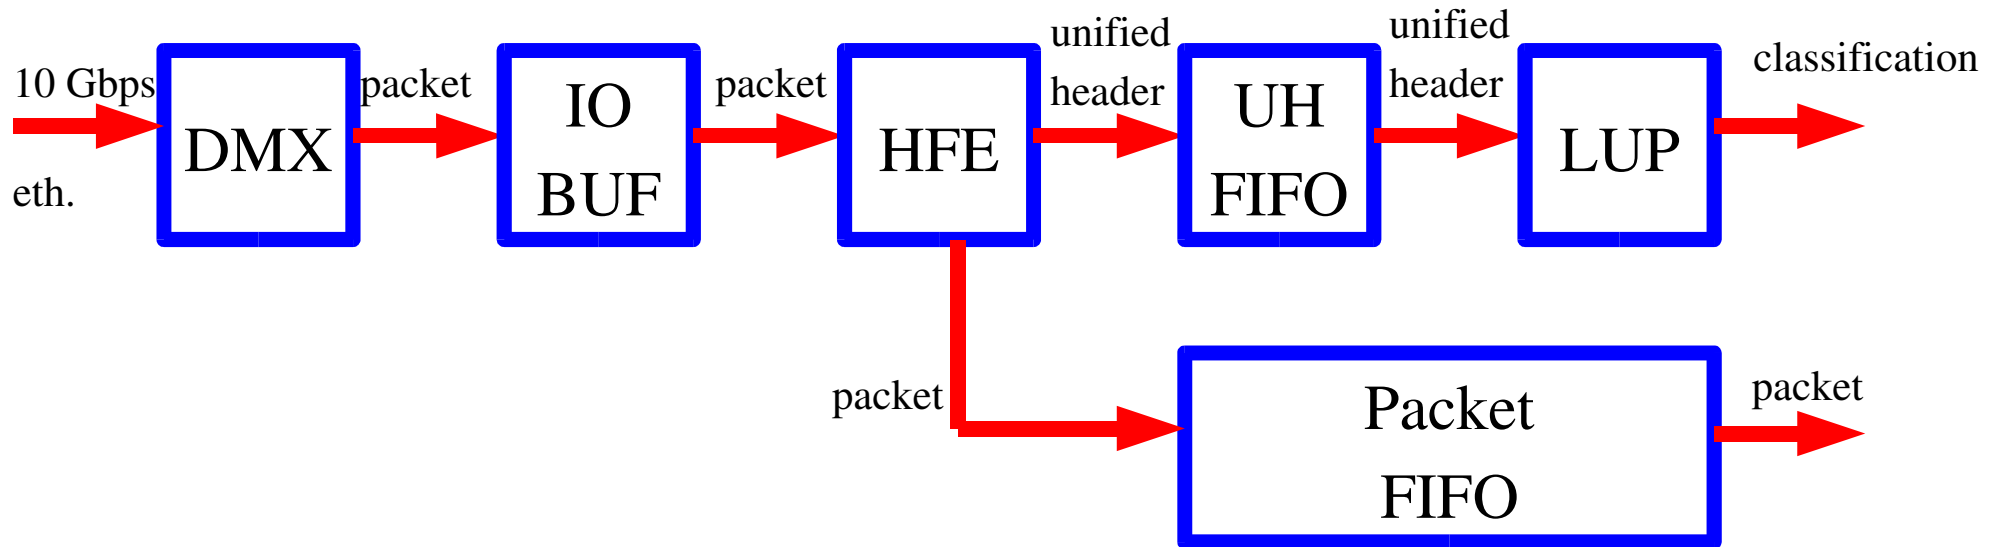 10 Gbps
eth.
DMX
packet
IO
BUF
packet
HFE
unified
header
UH
FIFO
unified
header
LUP
classification
packet
Packet
FIFO
packet